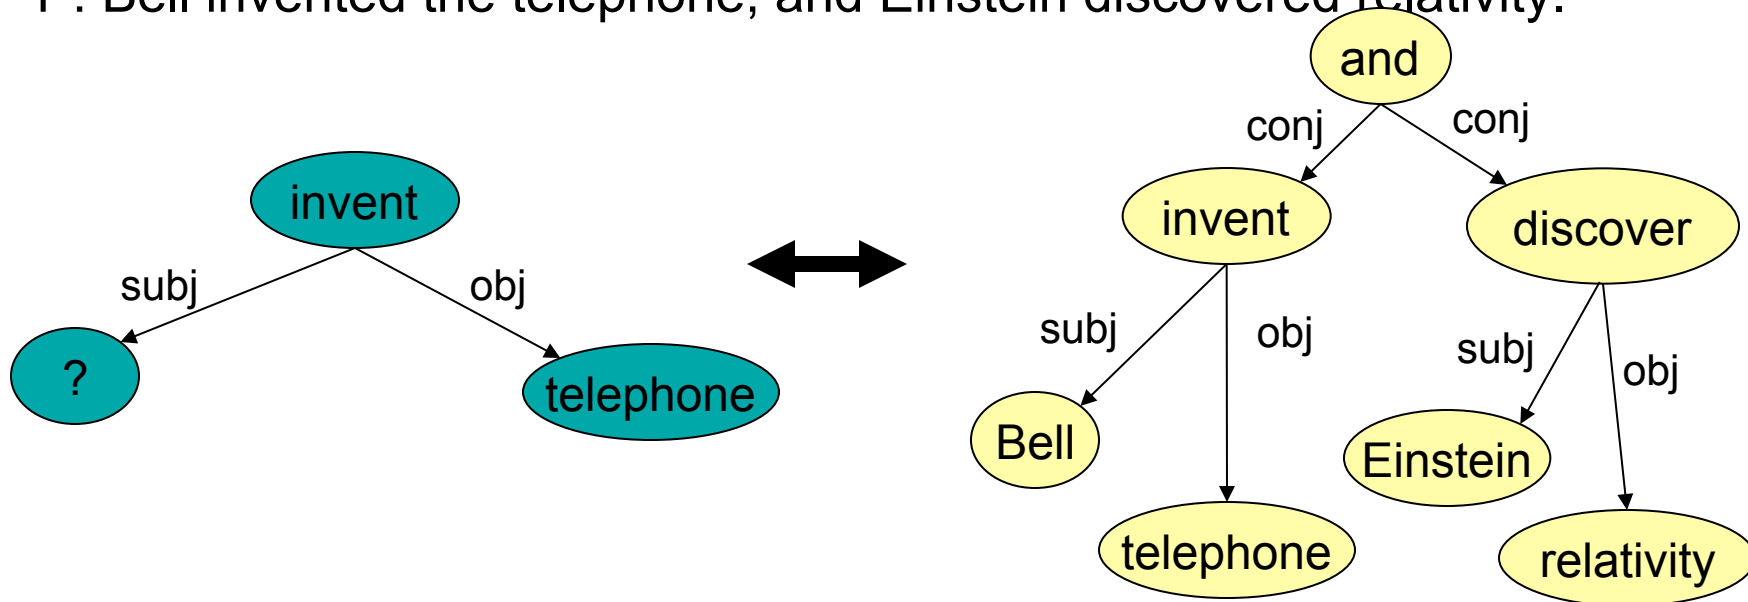 : Bell invented the telephone, and Einstein discovered relativity.
and
conj
conj
invent
invent
discover
subj
obj
subj
obj
subj
obj
?
telephone
Bell
Einstein
telephone
relativity